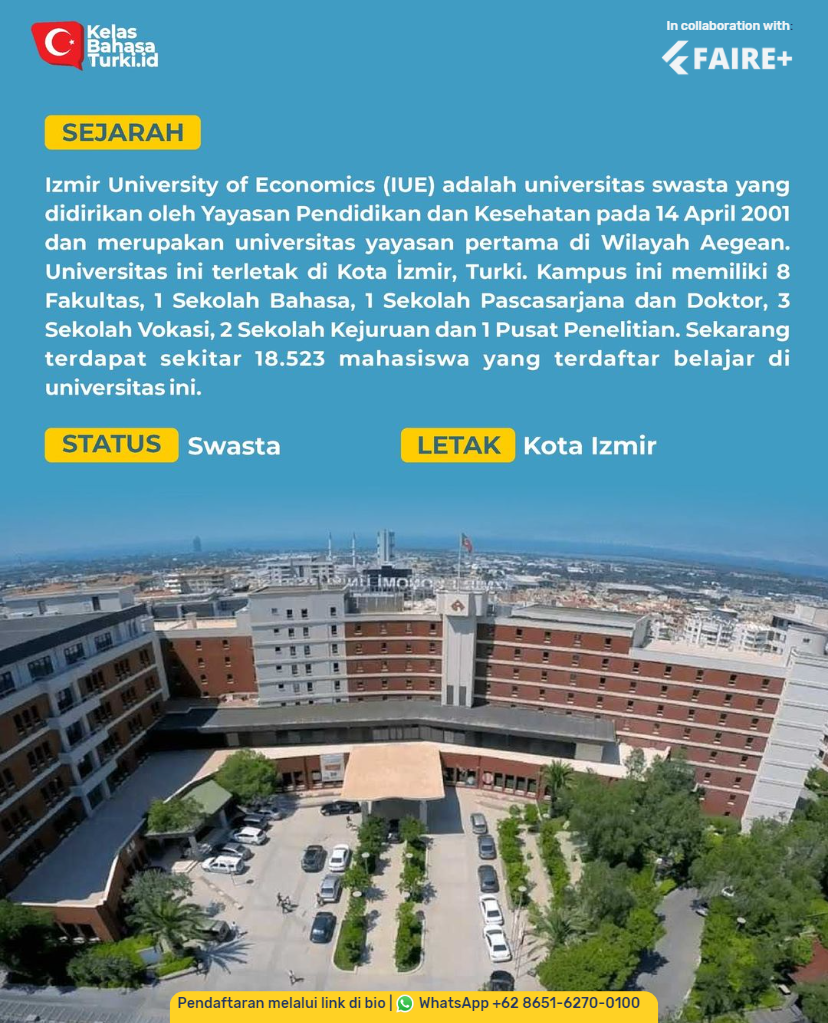 Kelas
Bahasa
Turki.id
In collaboration with:
FAIRE+
SEJARAH
Izmir University of Economics (IUE) adalah universitas swasta yang
didirikan oleh Yayasan Pendidikan dan Kesehatan pada 14 April 2001
dan merupakan universitas yayasan pertama di Wilayah Aegean.
Universitas ini terletak di Kota İzmir, Turki. Kampus ini memiliki 8
Fakultas, 1 Sekolah Bahasa, 1 Sekolah Pascasarjana dan Doktor, 3
Sekolah Vokasi, 2 Sekolah Kejuruan dan 1 Pusat Penelitian. Sekarang
terdapat sekitar 18.523 mahasiswa yang terdaftar belajar di
universitas ini.
STATUS Swasta
LETAK Kota Izmir
Pendaftaran melalui link di bio | WhatsApp +62 8651-6270-0100